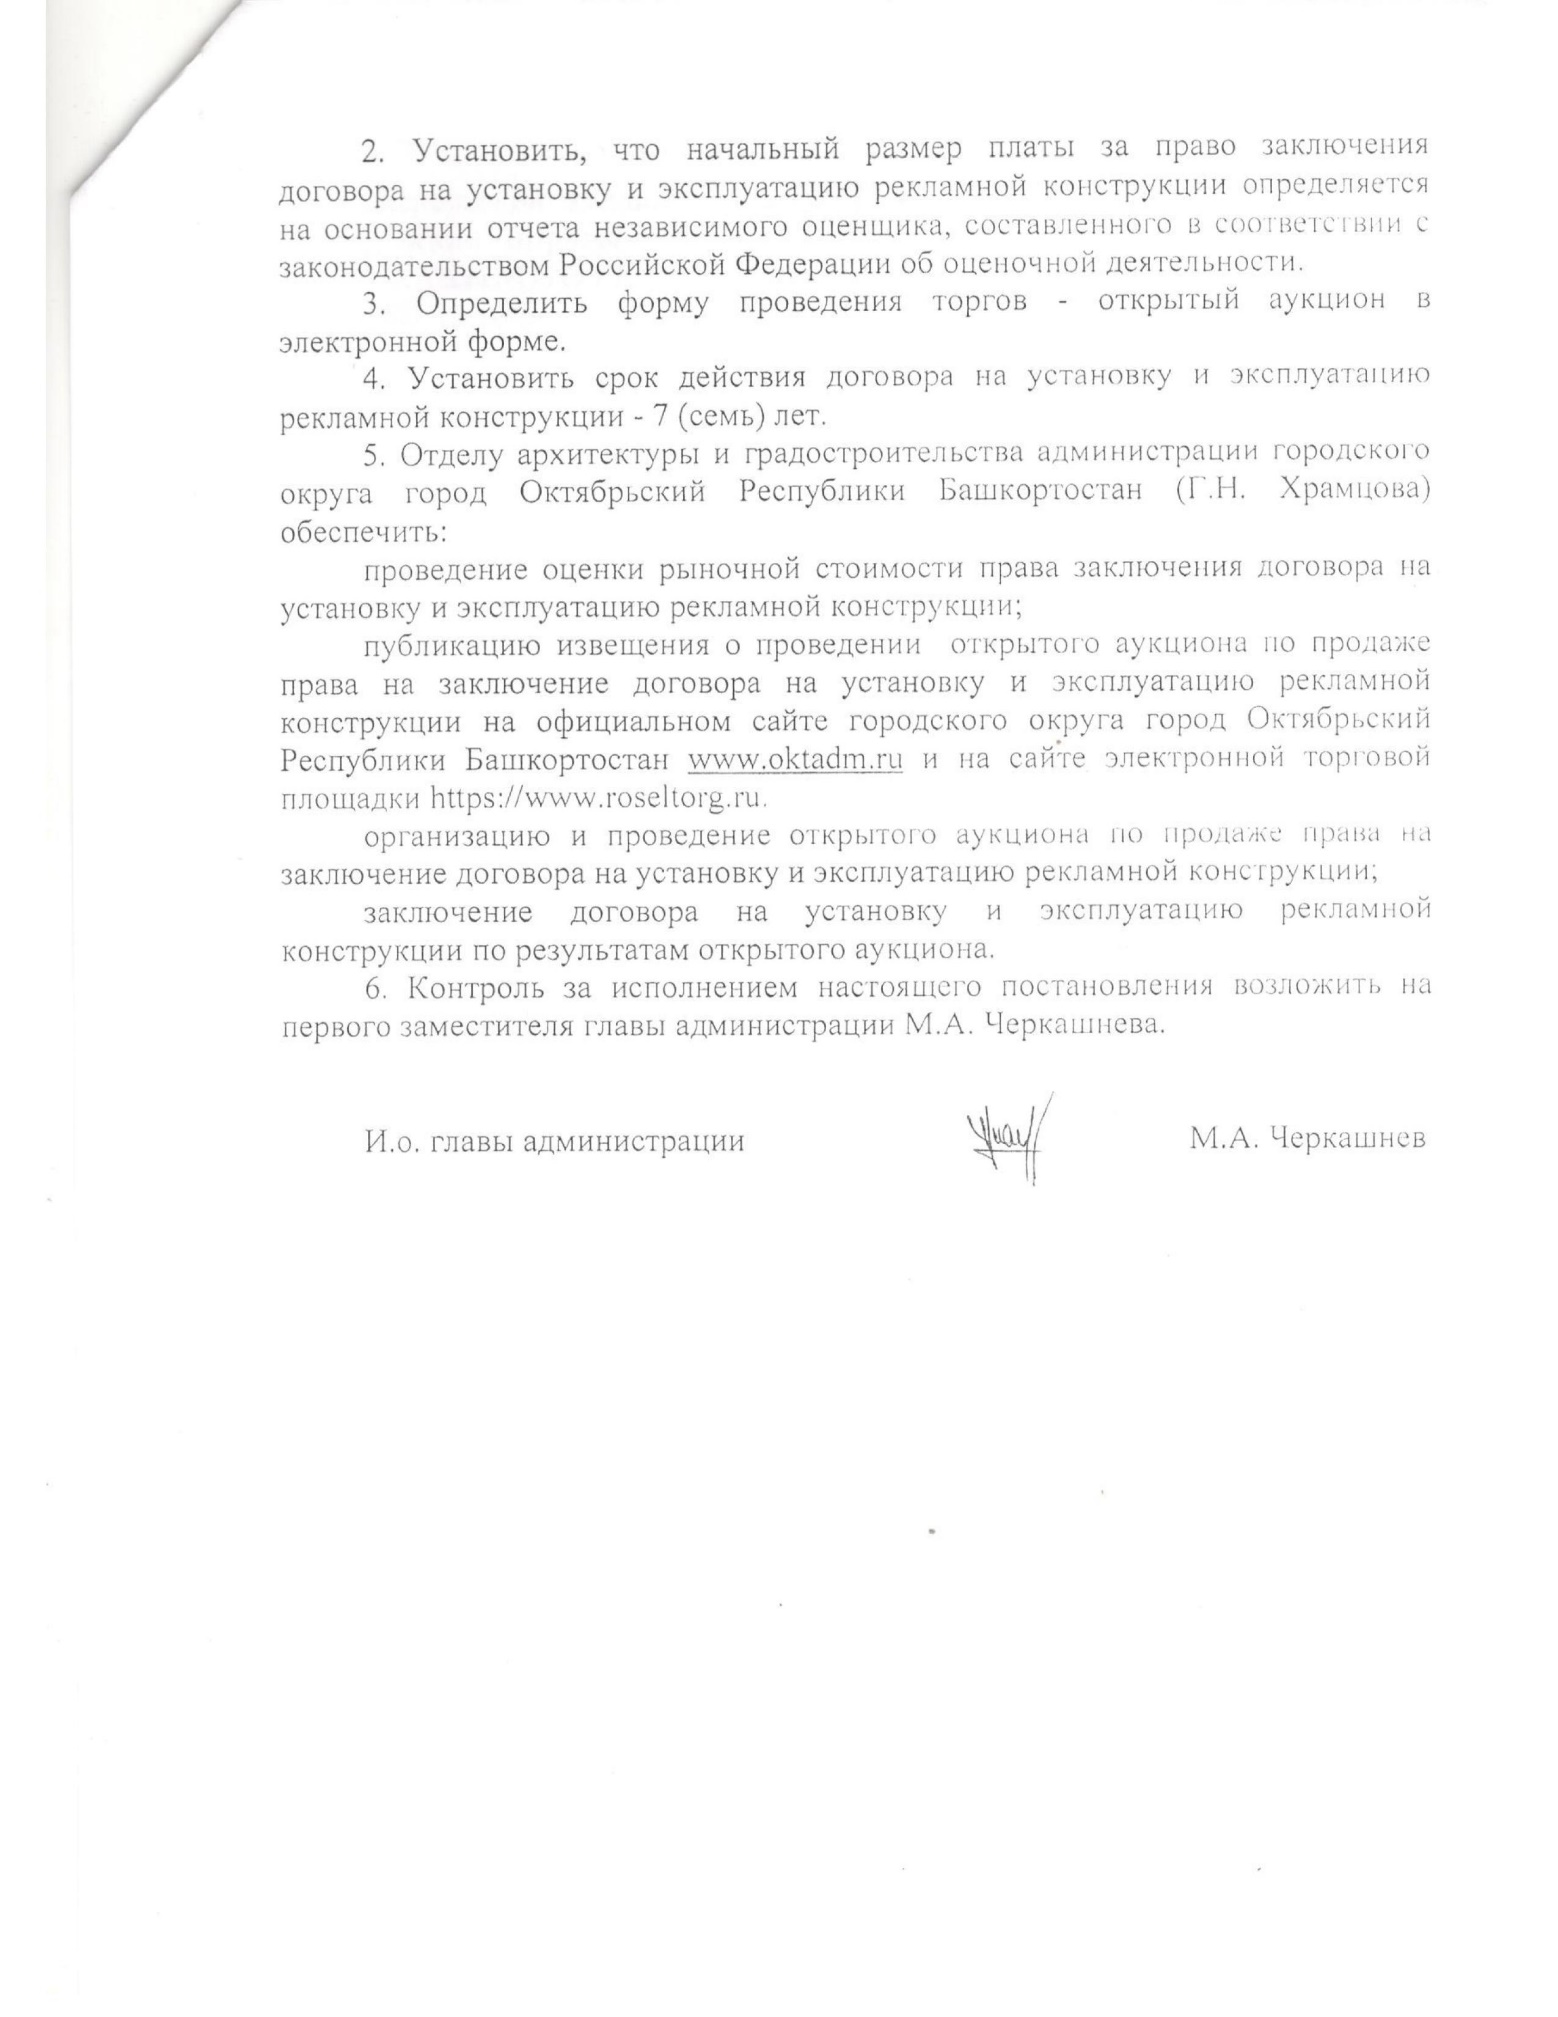 2. Установить, что начальный размер платы за право заключения
договора на установку и эксплуатацию рекламной конструкции определяется
на основании отчета независимого оценщика, составленного в соответствии с
законодательством Российской Федерации об оценочной деятельности.
3. Определить форму проведения торгов - открытый аукцион в
электронной форме.
4. Установить срок действия договора на установку и эксплуатацию
рекламной конструкции - 7 (семь) лет.
5. Отделу архитектуры и градостроительства администрации городского
округа город Октябрьский Республики Башкортостан (Г.Н. Храмцова)
обеспечить:
проведение оценки рыночной стоимости права заключения договора на
установку и эксплуатацию рекламной конструкции;
публикацию извещения о проведении открытого аукциона по продаже
права на заключение договора на установку и эксплуатацию рекламной
конструкции на официальном сайте городского округа город Октябрьский
Республики Башкортостан www.oktadm.ru и на сайте электронной торговой
площадки https://www.roseltorg.ru.
организацию и проведение открытого аукциона по продаже права на
заключение договора на установку и эксплуатацию рекламной конструкции;
заключение договора на установку и эксплуатацию рекламной
конструкции по результатам открытого аукциона.
6. Контроль за исполнением настоящего постановления возложить на
первого заместителя главы администрации М.А. Черкашнева.
И.о. главы администрации М.А. Черкашнев